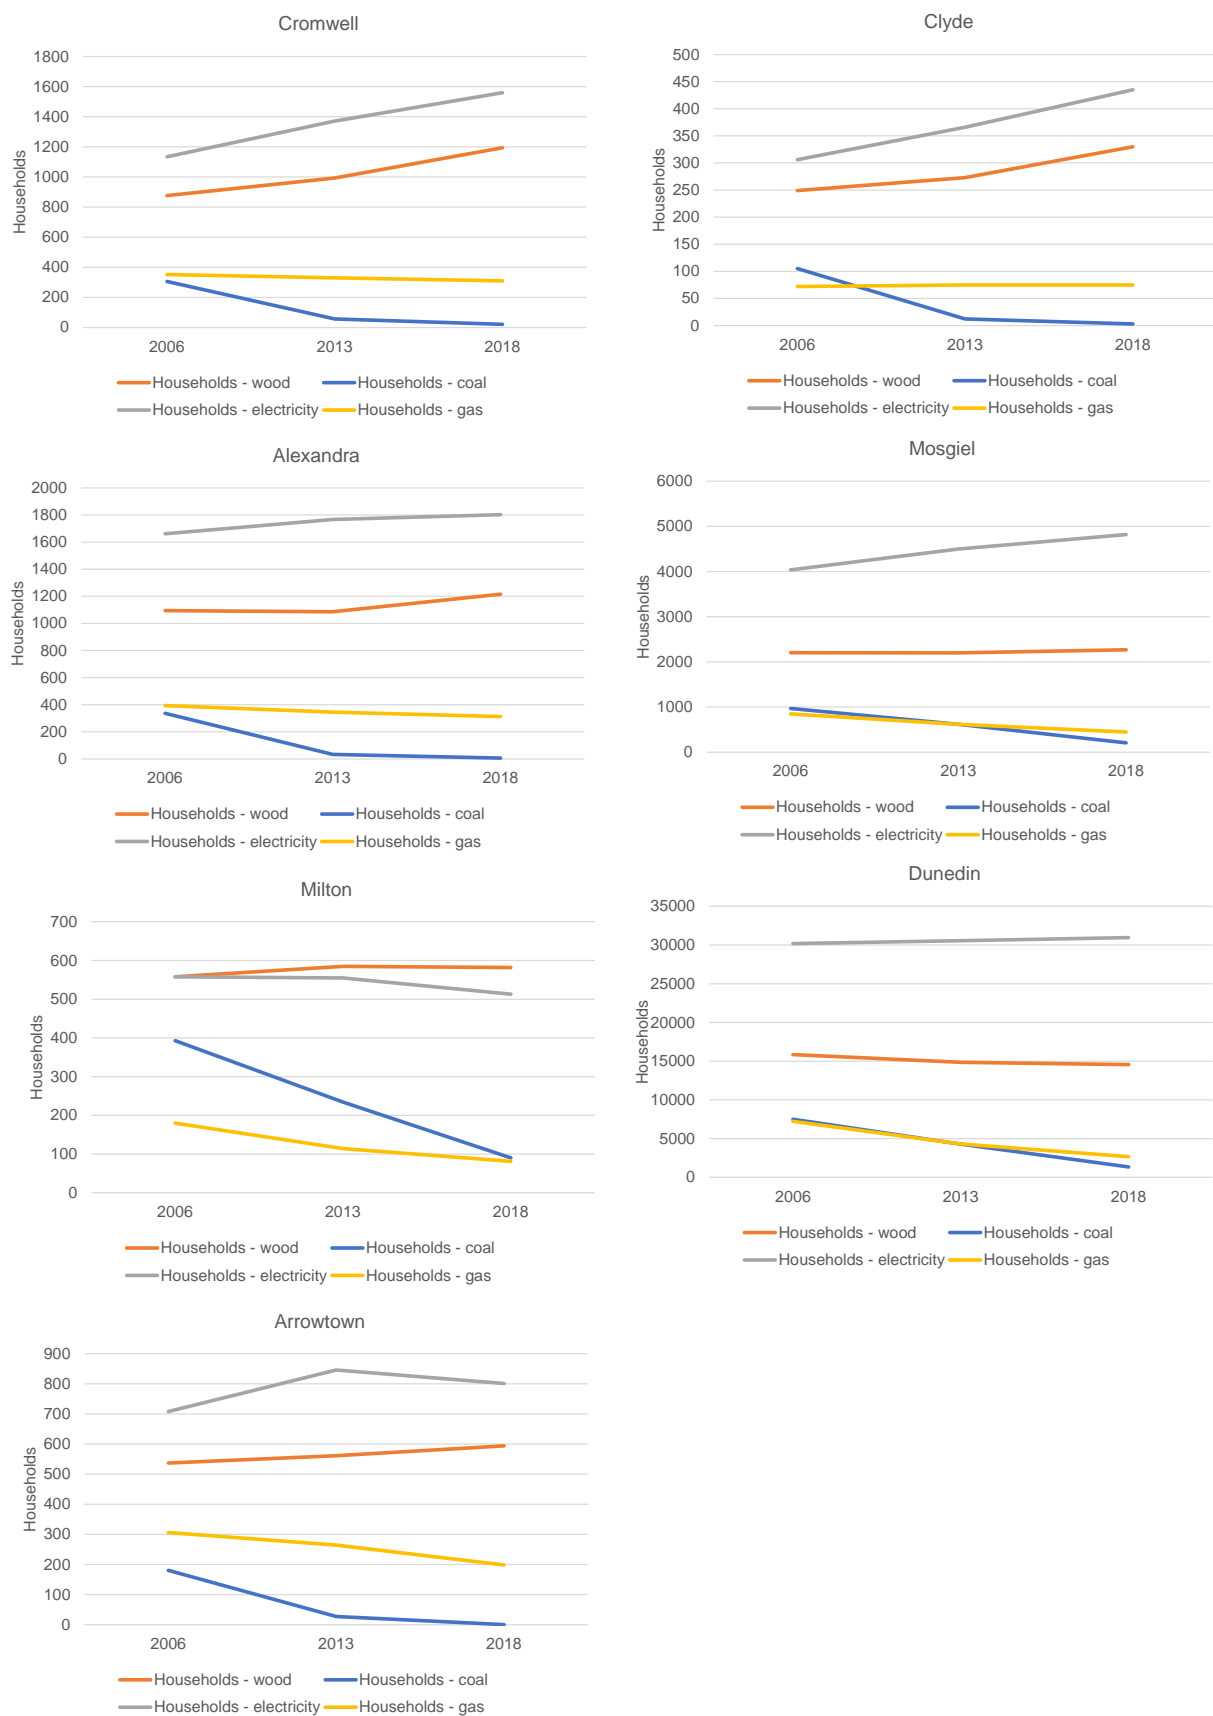 Cromwell
1800
1600
1400
1200
1000
800
600
400
200
0
Households
2006 2013 2018
Households - wood Households - coal
Households - electricity Households - gas
Clyde
500
450
400
350
300
250
200
150
100
50
0
Households
2006 2013 2018
Households - wood Households - coal
Households - electricity Households - gas
Alexandra
2000
1800
1600
1400
1200
1000
800
600
400
200
0
Households
2006 2013 2018
Households - wood Households - coal
Households - electricity Households - gas
Mosgiel
6000
5000
4000
3000
2000
1000
0
Households
2006 2013 2018
Households - wood Households - coal
Households - electricity Households - gas
Milton
700
600
500
400
300
200
100
0
Households
2006 2013 2018
Households - wood Households - coal
Households - electricity Households - gas
Dunedin
35000
30000
25000
20000
15000
10000
5000
0
Households
2006 2013 2018
Households - wood Households - coal
Households - electricity Households - gas
Arrowtown
900
800
700
600
500
400
300
200
100
0
Households
2006 2013 2018
Households - wood Households - coal
Households - electricity Households - gas